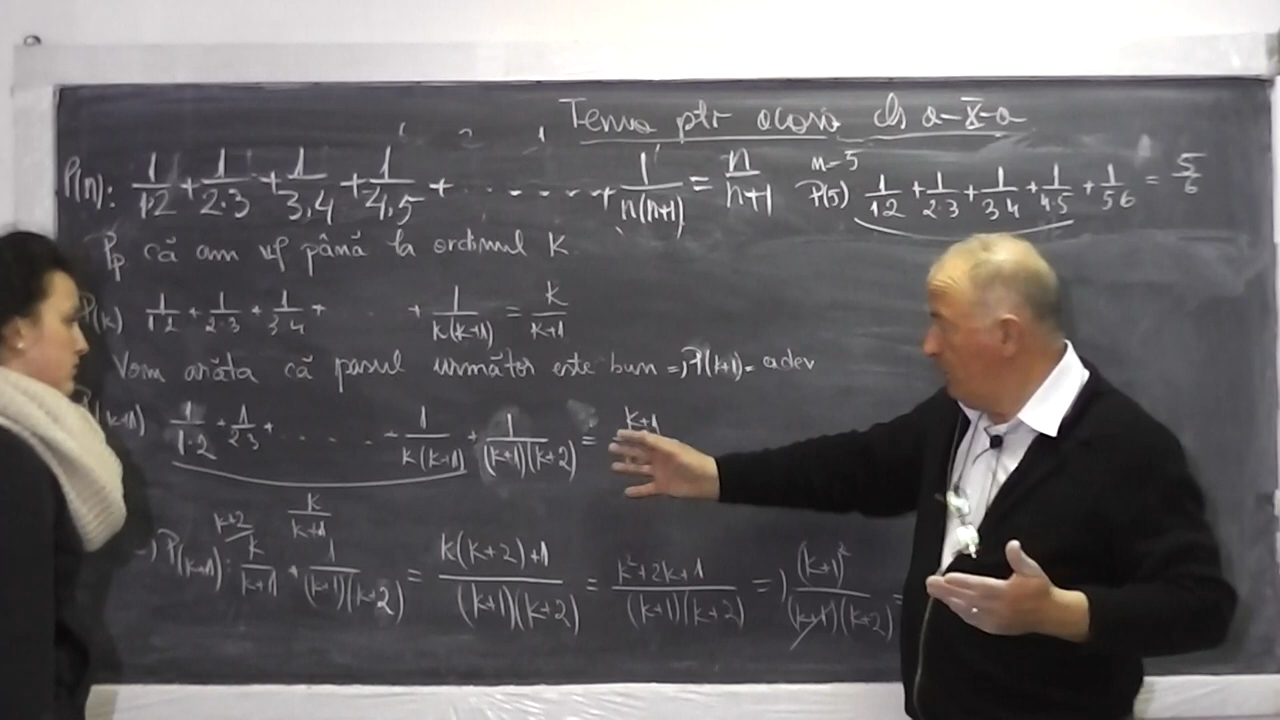 Tema ptr acasă cls a-X-a
P(n): 1/1.2 + 1/2.3 + 1/3.4 + 1/4.5 + ....... + 1/n(n+1) = n/n+1
n=5
P(5) 1/1 2 + 1/2.3 + 1/3 4 + 1/4.5 + 1/5 6 = 5/6
Pp că am vf până la ordinul K
P(k) 1/1 2 + 1/2.3 + 1/3 4 + . . + 1/k(k+1) = k/k+1
Vom arăta că pasul următor este bun => P(k+1) = adev
P(k+1) 1/1.2 + 1/2 3 + ...... + 1/k(k+1) + 1/(k+1)(k+2) = k+1
k/k+1
k+2
P(k+1): k/k+1 + 1/(k+1)(k+2) = k(k+2)+1/(k+1)(k+2) = k²+2k+1/(k+1)(k+2) => (k+1)²/(k+1)(k+2) =